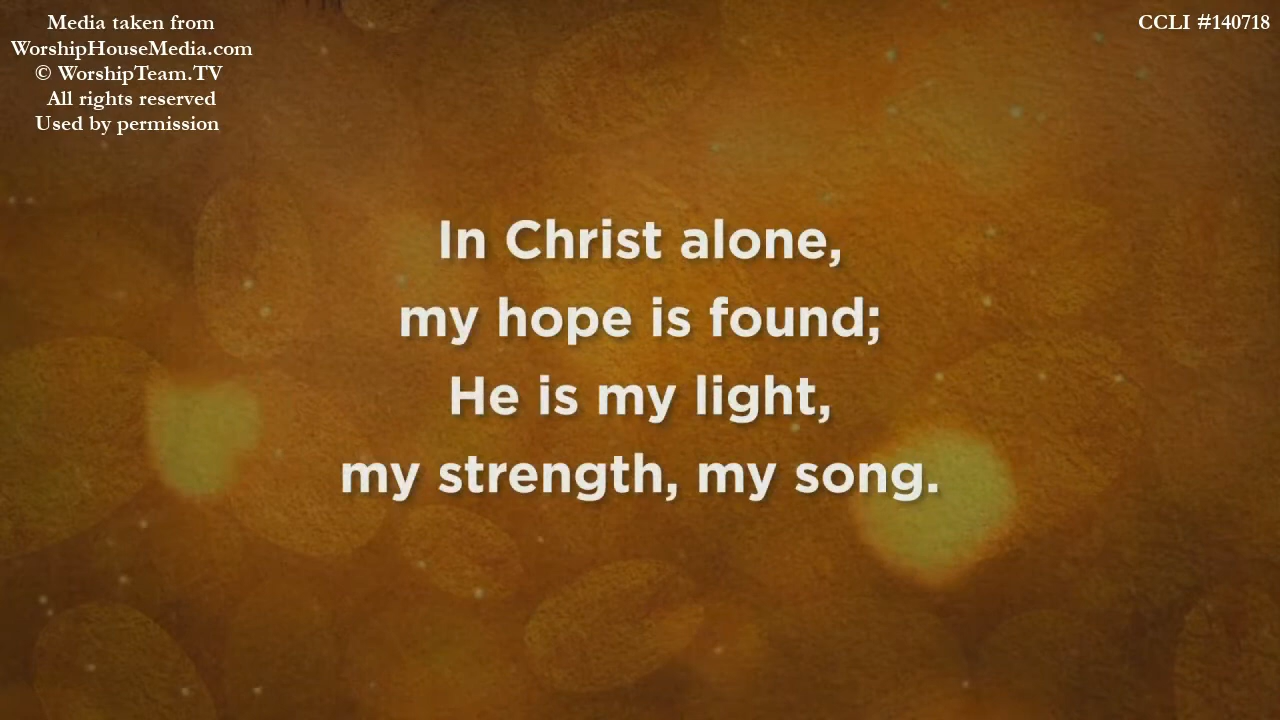 Media taken from
WorshipHouseMedia.com
© WorshipTeam.TV
All rights reserved
Used by permission
CCLI #140718
In Christ alone,
my hope is found;
He is my light,
my strength, my song.